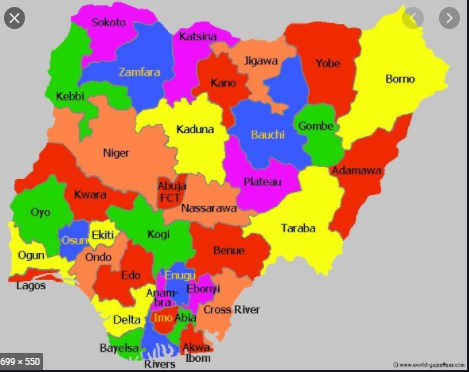 Sokoto
Katsina
Jigawa
Yobe
Borno
Zamfara
Kano
Kebbi
Gombe
Kaduna
Bauchi
Niger
Adamawa
Plateau
Abuja
FCT
Kwara
Nassarawa
Oyo
Taraba
Kogi
Ekiti
Osun
Benue
Ogun
Ondo
Edo
Enugu
Lagos
Anam-
bra
Ebonyi
Cross River
Delta
Imo
Abia
Bayelsa
Akwa
Ibom
Rivers
699 × 550
© www.world-gazetteer.com